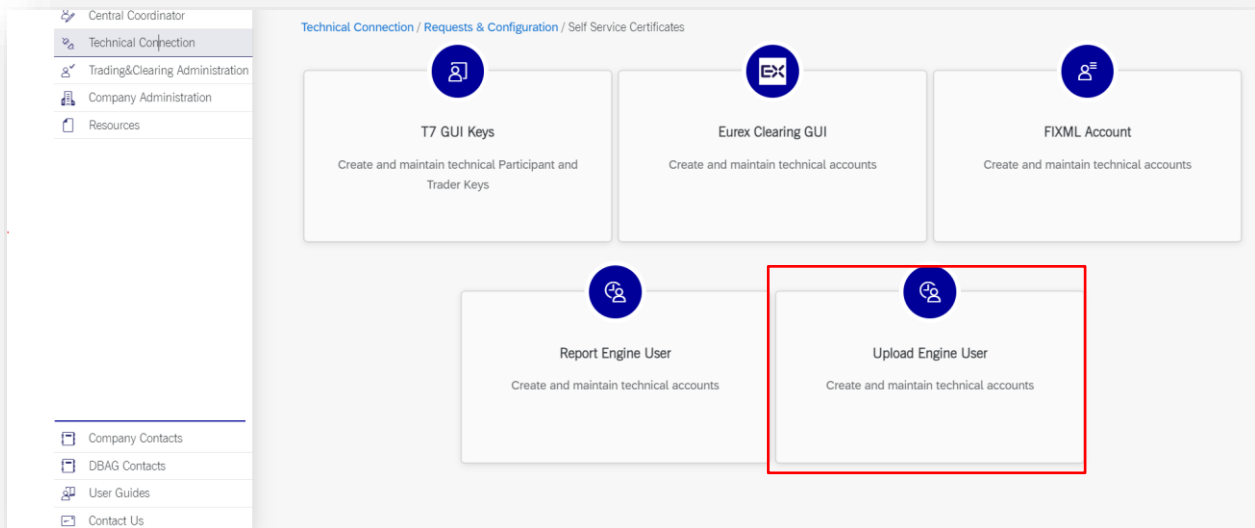 Central Coordinator
Technical Connection
Trading&Clearing Administration
Company Administration
Resources
Company Contacts
DBAG Contacts
User Guides
Contact Us
Technical Connection / Requests & Configuration / Self Service Certificates
T7 GUI Keys
Create and maintain technical Participant and
Trader Keys
EX
Eurex Clearing GUI
Create and maintain technical accounts
FIXML Account
Create and maintain technical accounts
Report Engine User
Create and maintain technical accounts
Upload Engine User
Create and maintain technical accounts